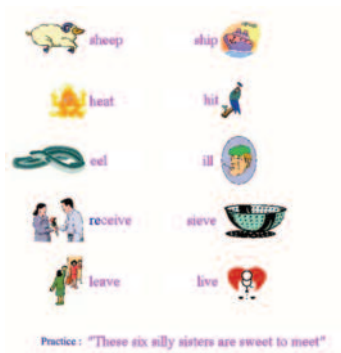 sheep ship
heat hit
eel ill
receive sieve
leave live
Practice : "These six silly sisters are sweet to meet"